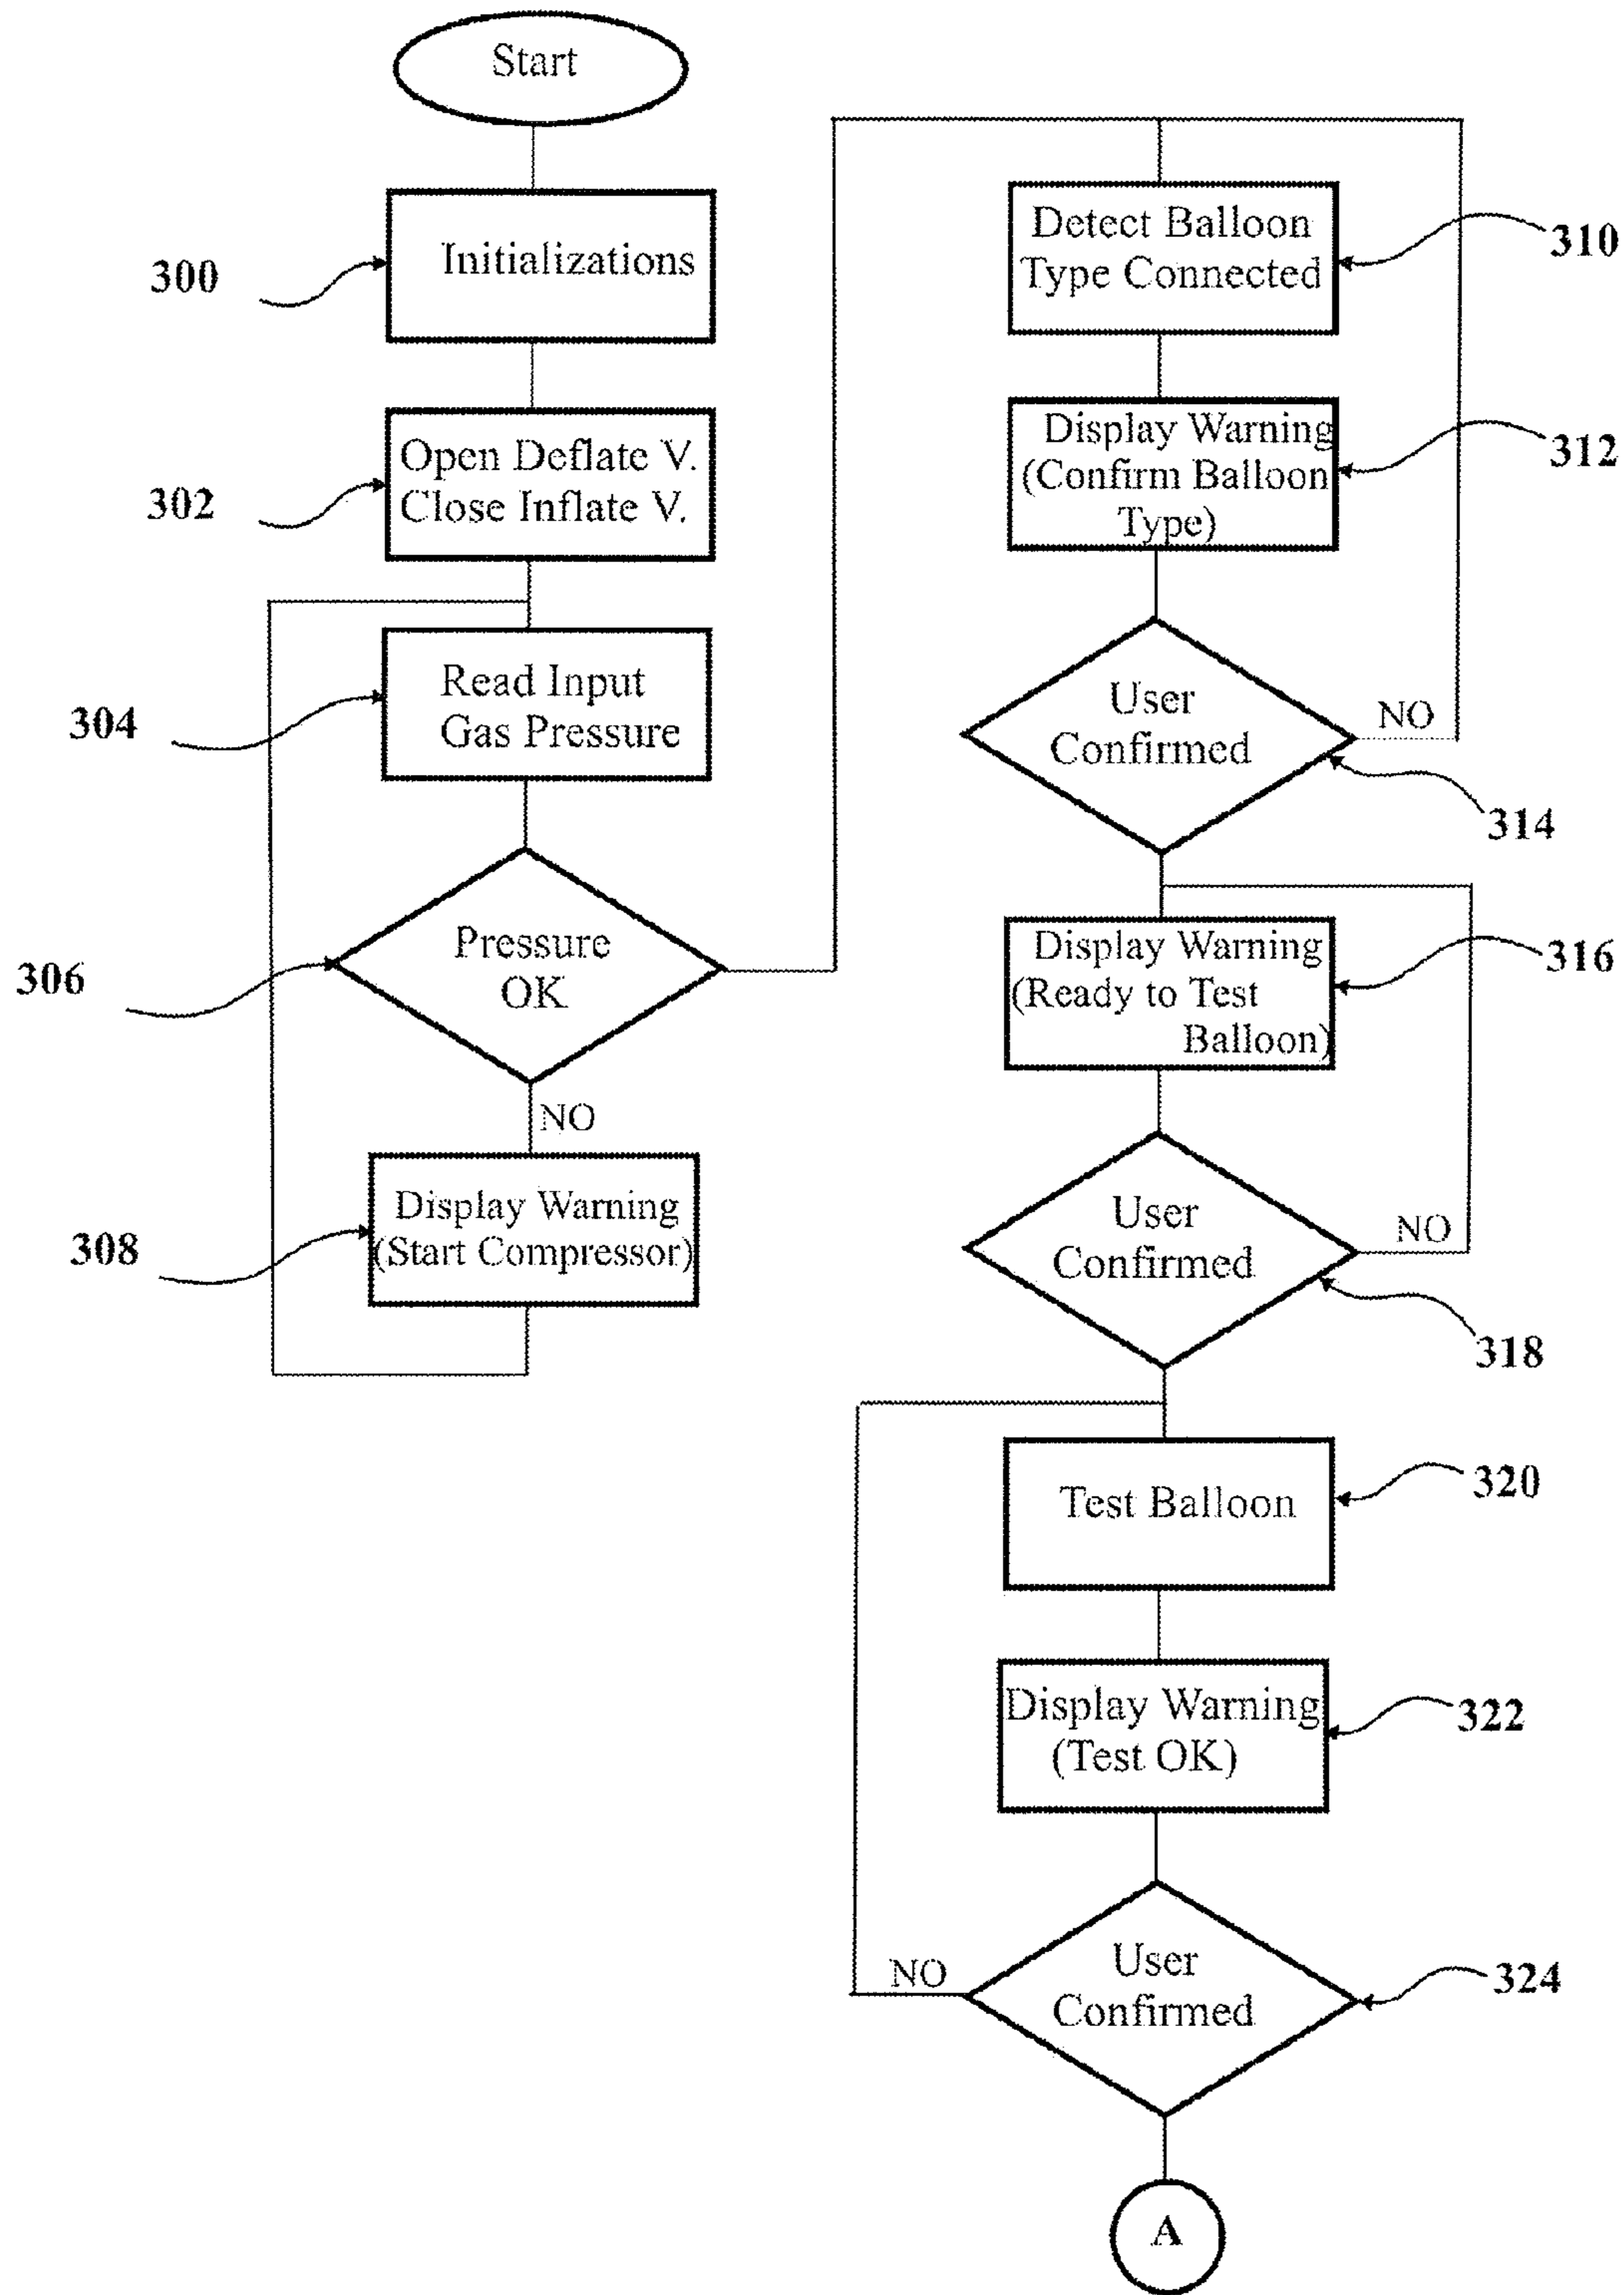 Start
300
Initializations
302
Open Deflate V.
Close Inflate V.
304
Read Input
Gas Pressure
306
Pressure
OK
NO
308
Display Warning
(Start Compressor)
Detect Balloon
Type Connected
310
Display Warning
(Confirm Balloon
Type)
312
User
Confirmed
NO
314
Display Warning
(Ready to Test
Balloon)
316
User
Confirmed
NO
318
Test Balloon
320
Display Warning
(Test OK)
322
User
Confirmed
NO
324
A